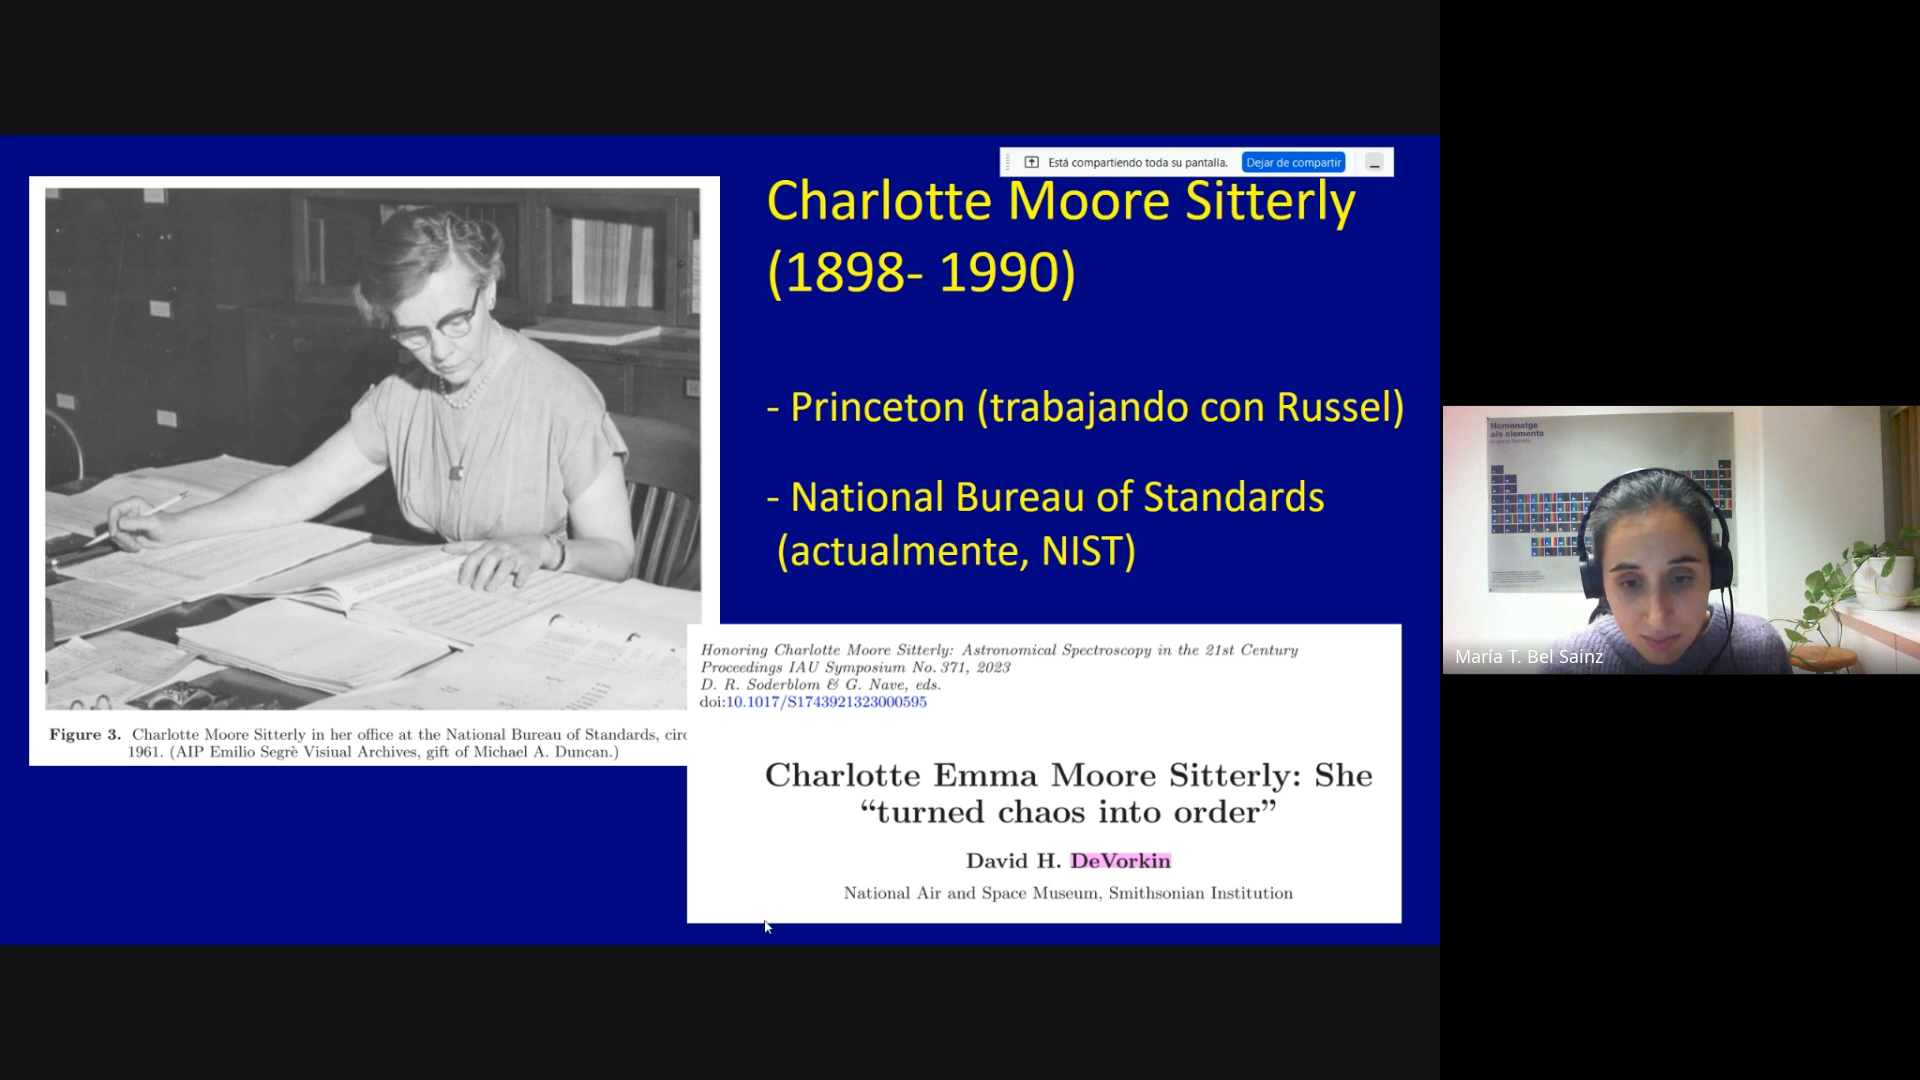 Está compartiendo toda su pantalla.
Dejar de compartir
Charlotte Moore Sitterly
(1898- 1990)
- Princeton (trabajando con Russel)
- National Bureau of Standards
(actualmente, NIST)
Figure 3. Charlotte Moore Sitterly in her office at the National Bureau of Standards, circ
1961. (AIP Emilio Segrè Visiual Archives, gift of Michael A. Duncan.)
Honoring Charlotte Moore Sitterly: Astronomical Spectroscopy in the 21st Century
Proceedings IAU Symposium No. 371, 2023
D. R. Soderblom & G. Nave, eds.
doi:10.1017/S1743921323000595
Charlotte Emma Moore Sitterly: She
“turned chaos into order”
David H. DeVorkin
National Air and Space Museum, Smithsonian Institution
Homenatge
als elements
María T. Bel Sainz